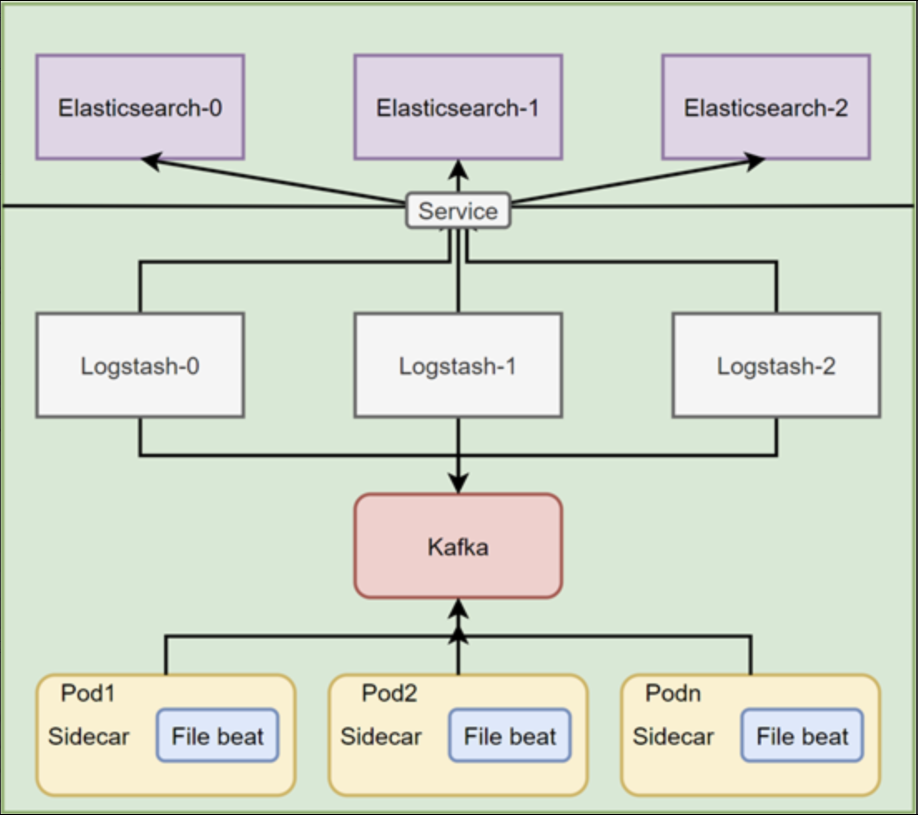 Elasticsearch-0
Elasticsearch-1
Elasticsearch-2
Service
Logstash-0
Logstash-1
Logstash-2
Kafka
Pod1
Sidecar
File beat
Pod2
Sidecar
File beat
Podn
Sidecar
File beat